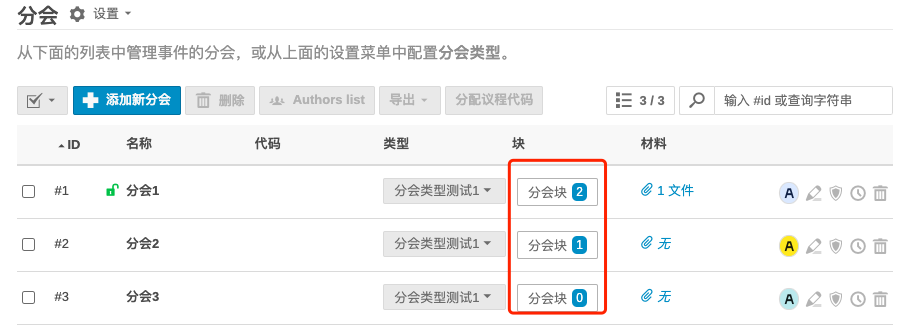 分会 设置
从下面的列表中管理事件的分会，或从上面的设置菜单中配置分会类型。
添加新分会 删除 Authors list 导出 分配议程代码 3 / 3 输入 #id 或查询字符串
ID 名称 代码 类型 块 材料
#1 分会1 分会类型测试1 分会块 2 1 文件 A
#2 分会2 分会类型测试1 分会块 1 无 A
#3 分会3 分会类型测试1 分会块 0 无 A